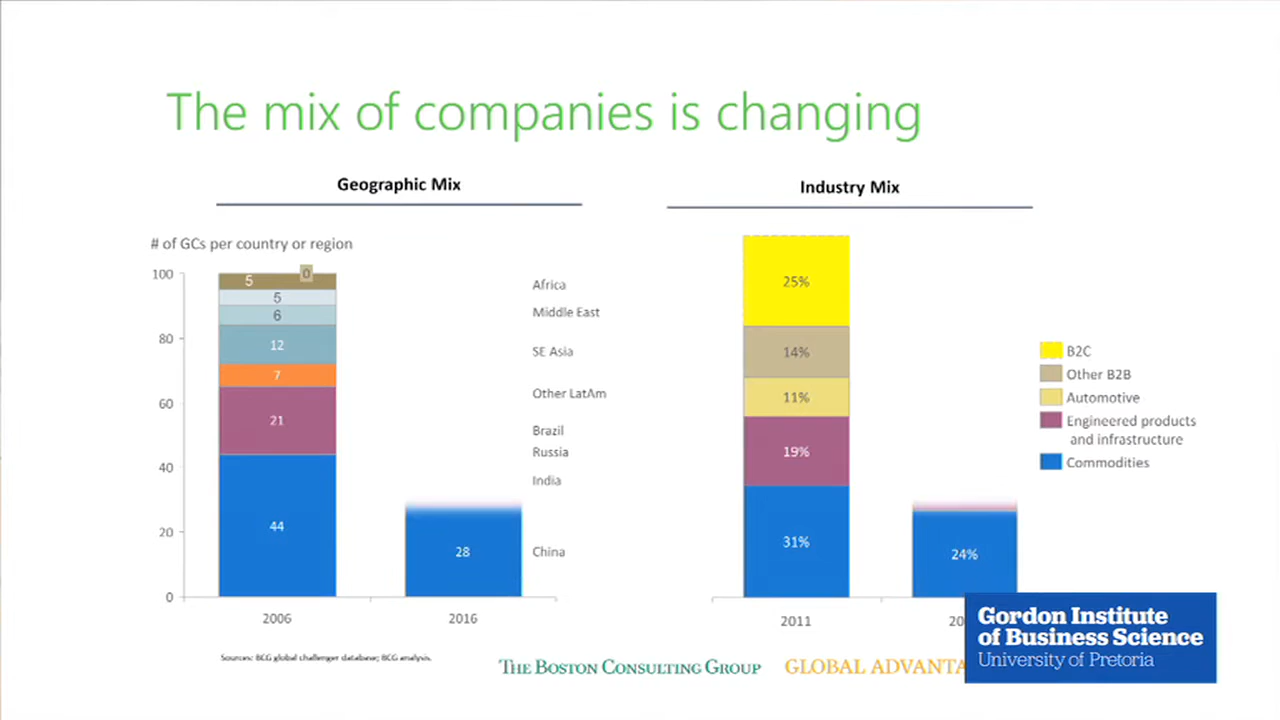 The mix of companies is changing
Geographic Mix
# of GCs per country or region
100
80
60
40
20
0
5
0
5
6
12
7
21
44
28
2006
2016
Africa
Middle East
SE Asia
Other LatAm
Brazil
Russia
India
China
Industry Mix
25%
14%
11%
19%
31%
24%
2011
20
B2C
Other B2B
Automotive
Engineered products
and infrastructure
Commodities
Sources: BCG global challenger database; BCG analysis.
THE BOSTON CONSULTING GROUP
GLOBAL ADVANTA
Gordon Institute
of Business Science
University of Pretoria